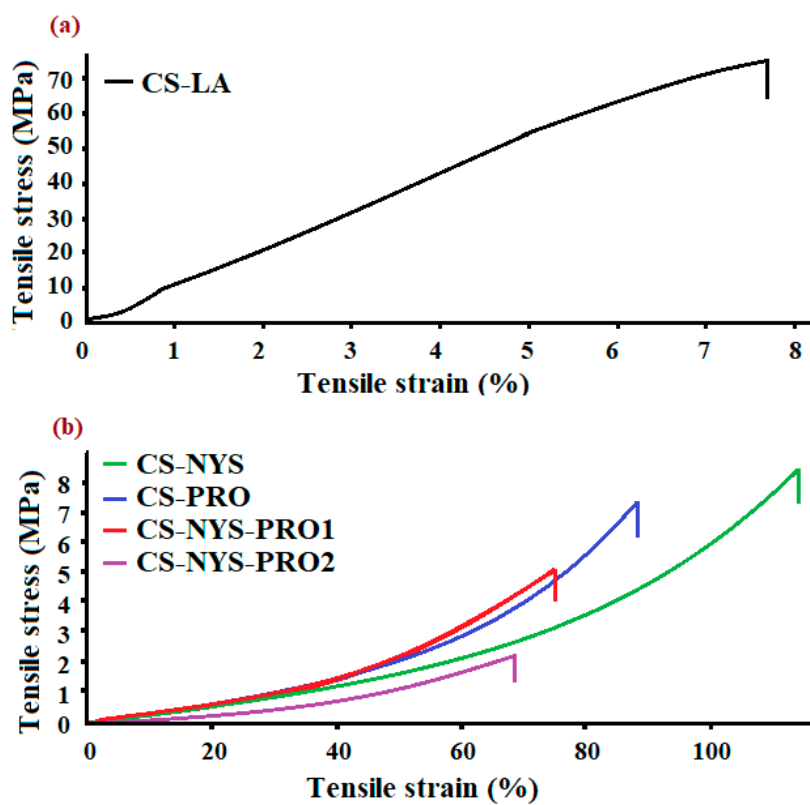 (a)
CS-LA
Tensile stress (MPa)
70
60
50
40
30
20
10
0
0 1 2 3 4 5 6 7 8
Tensile strain (%)
(b)
CS-NYS
CS-PRO
CS-NYS-PRO1
CS-NYS-PRO2
Tensile stress (MPa)
8
7
6
5
4
3
2
1
0
0 20 40 60 80 100
Tensile strain (%)